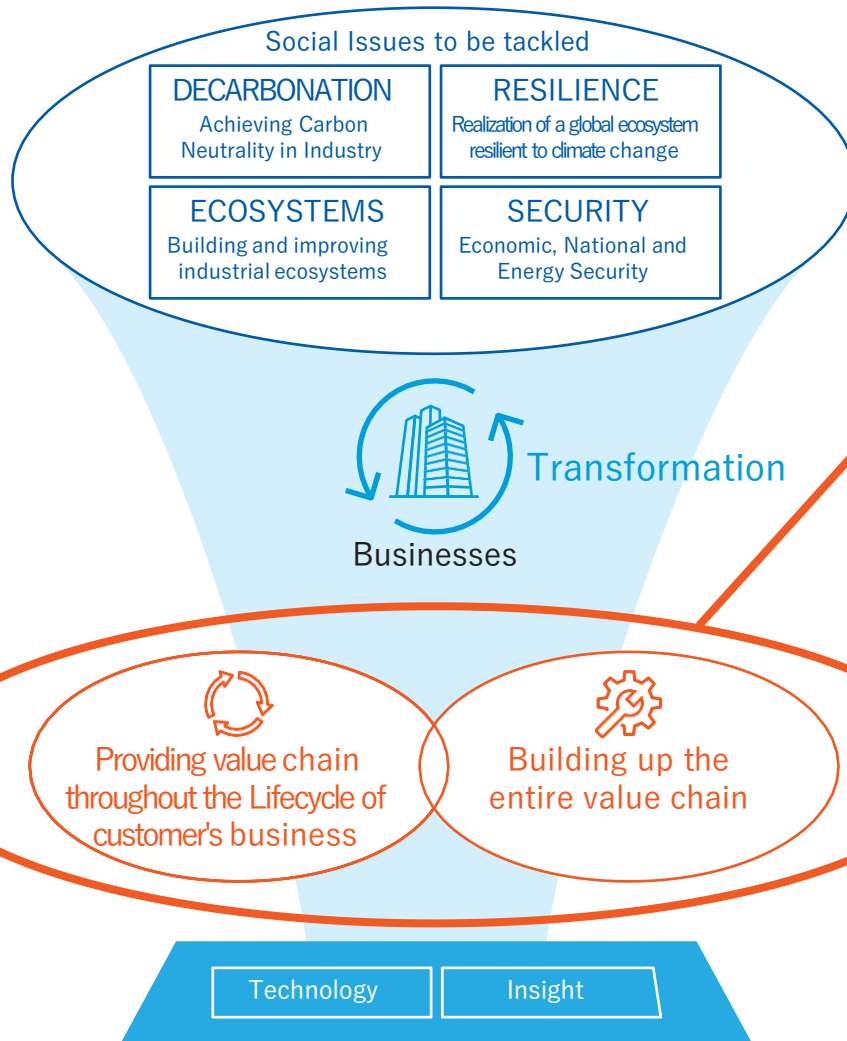 Social Issues to be tackled
DECARBONATION
Achieving Carbon
Neutrality in Industry
RESILIENCE
Realization of a global ecosystem
resilient to climate change
ECOSYSTEMS
Building and improving
industrial ecosystems
SECURITY
Economic, National and
Energy Security
Transformation
Businesses
Providing value chain
throughout the Lifecycle of
customer's business
Building up the
entire value chain
Technology
Insight